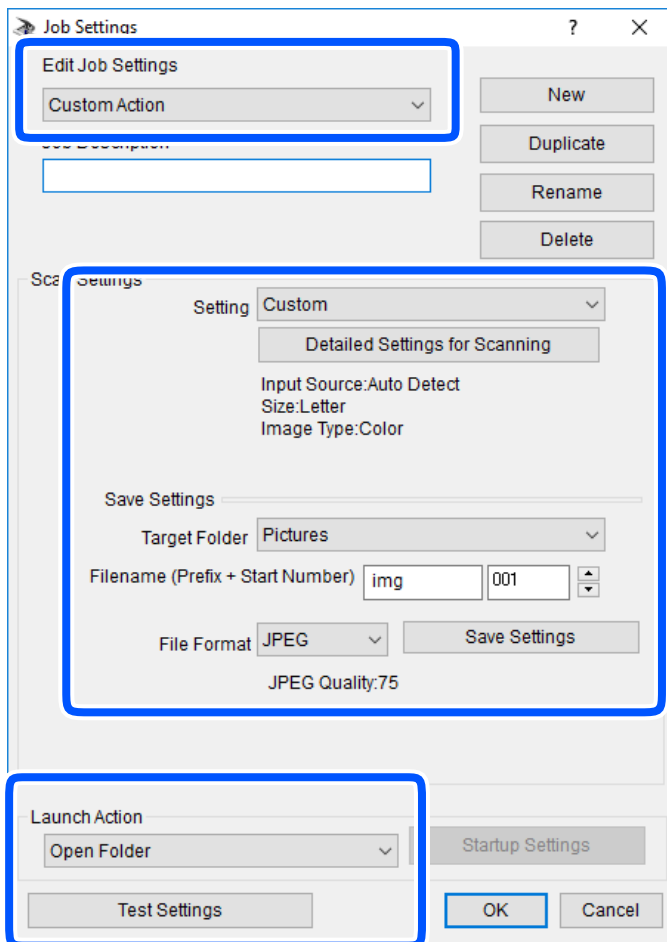 Job Settings
?
Edit Job Settings
Custom Action
New
Duplicate
Rename
Delete
Settings
Setting
Custom
Detailed Settings for Scanning
Input Source:Auto Detect
Size:Letter
Image Type:Color
Save Settings
Target Folder
Pictures
Filename (Prefix + Start Number)
img
001
File Format
JPEG
Save Settings
JPEG Quality:75
Launch Action
Open Folder
Startup Settings
Test Settings
OK
Cancel